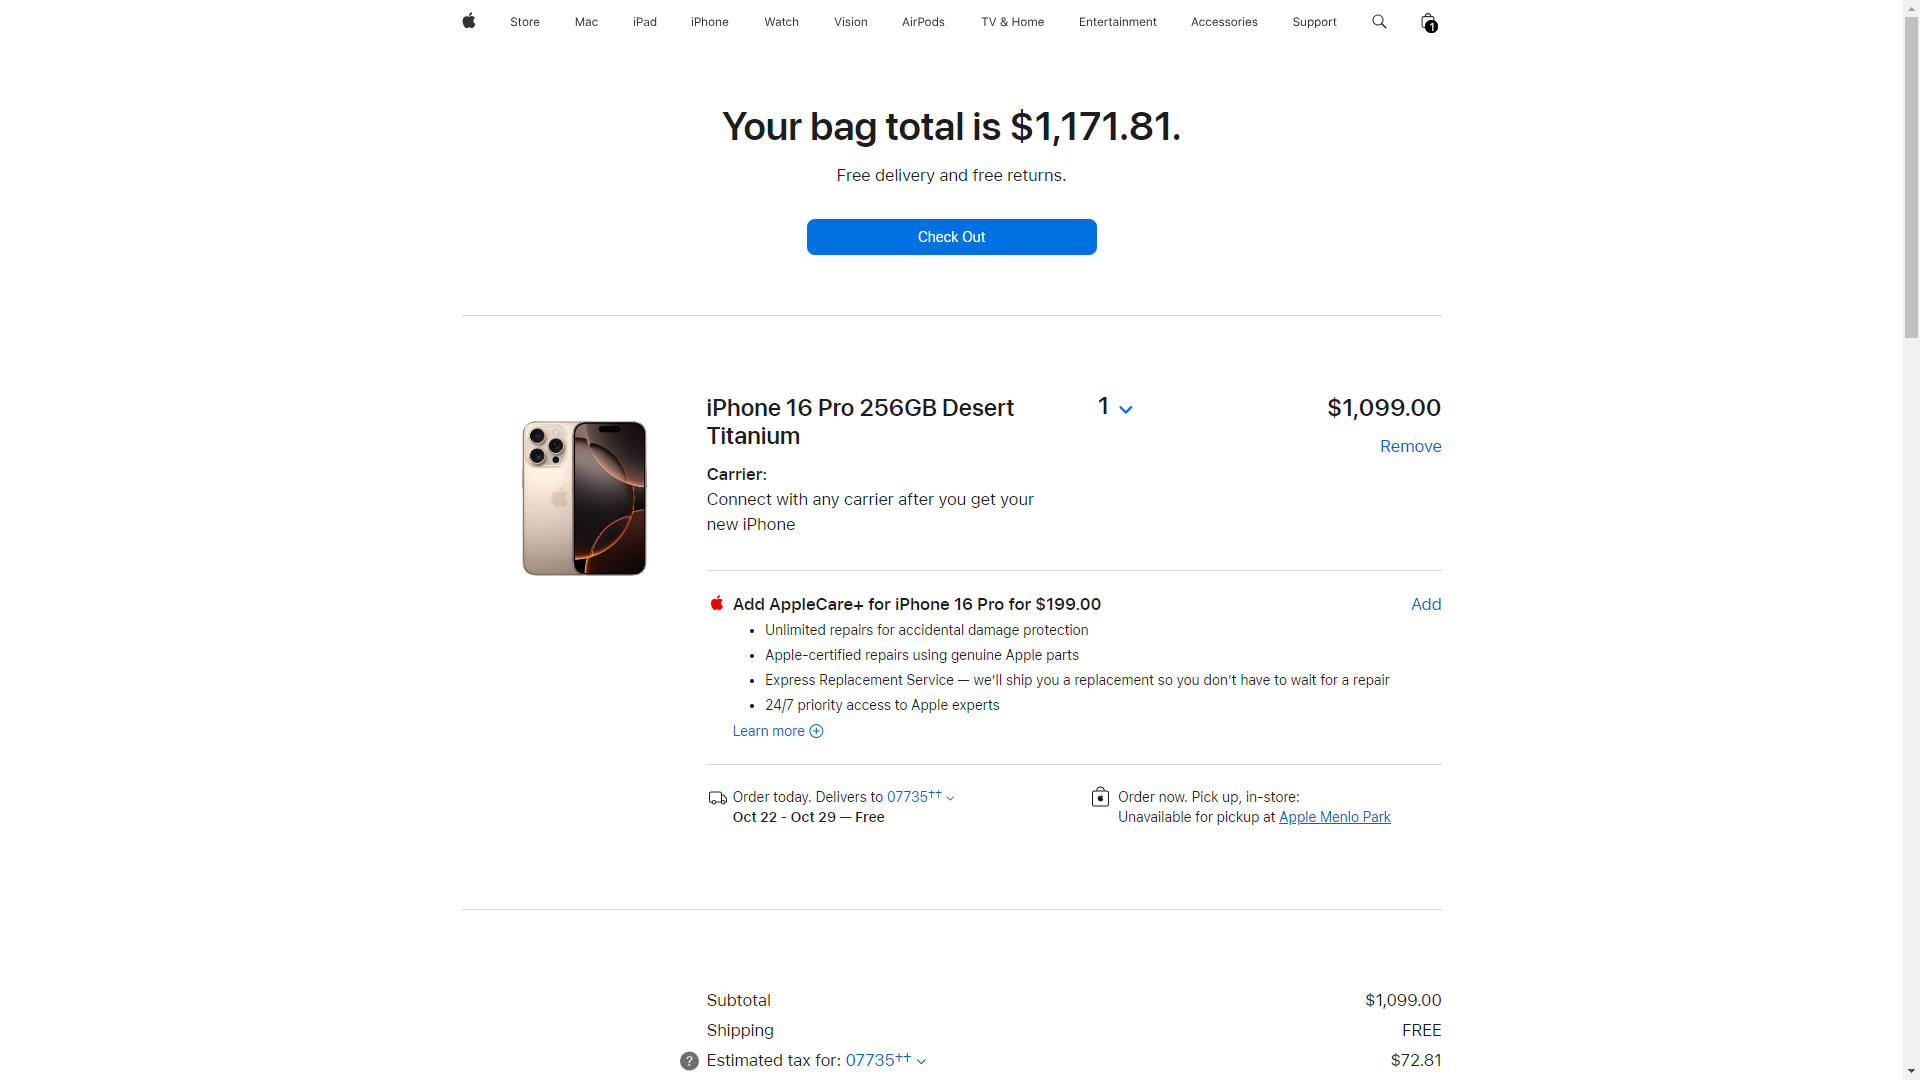 Store Mac iPad iPhone Watch Vision AirPods TV & Home Entertainment Accessories Support 1
Your bag total is $1,171.81.
Free delivery and free returns.
Check Out
iPhone 16 Pro 256GB Desert Titanium
1
$1,099.00
Remove
Carrier:
Connect with any carrier after you get your
new iPhone
Add AppleCare+ for iPhone 16 Pro for $199.00
Add
• Unlimited repairs for accidental damage protection
• Apple-certified repairs using genuine Apple parts
• Express Replacement Service — we’ll ship you a replacement so you don’t have to wait for a repair
• 24/7 priority access to Apple experts
Learn more
Order today. Delivers to 07735††
Oct 22 - Oct 29 — Free
Order now. Pick up, in-store:
Unavailable for pickup at Apple Menlo Park
Subtotal $1,099.00
Shipping FREE
? Estimated tax for: 07735†† $72.81